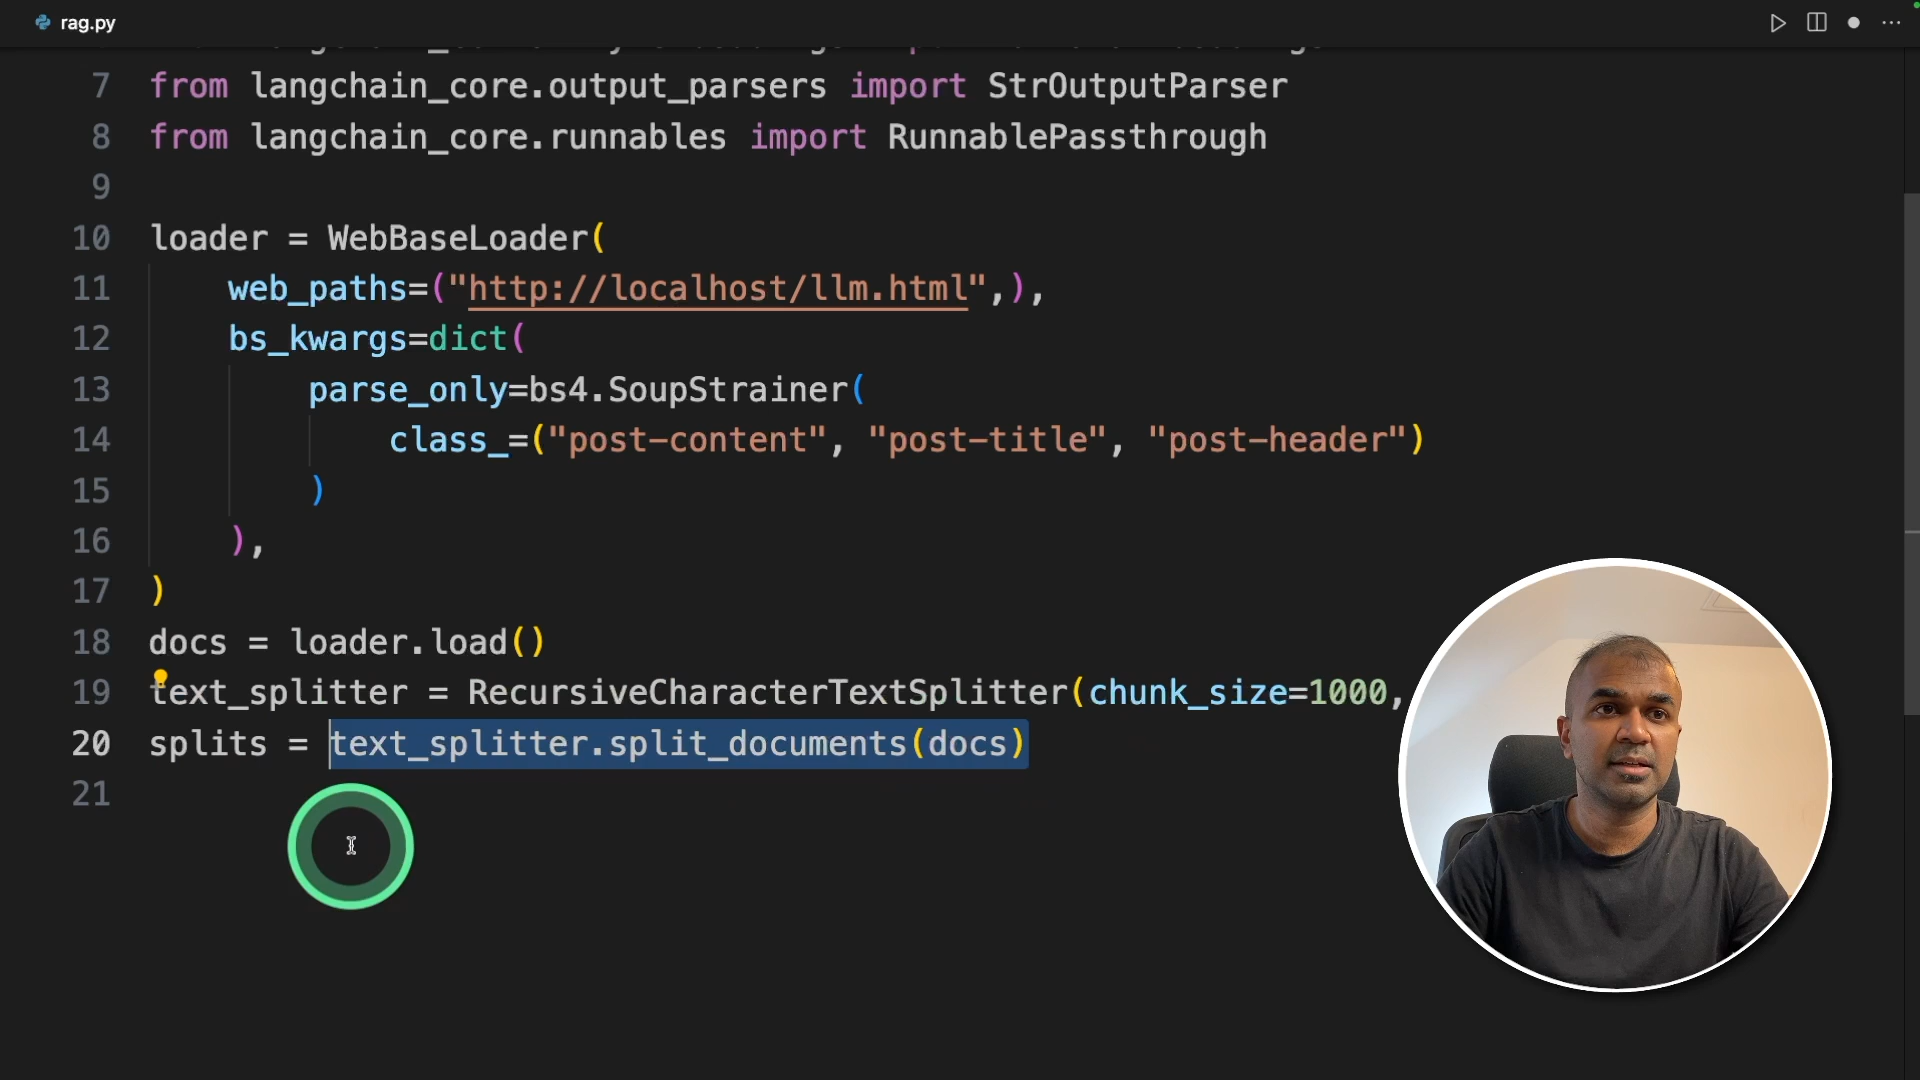 rag.py
7 from langchain_core.output_parsers import StrOutputParser
8 from langchain_core.runnables import RunnablePassthrough
9
10 loader = WebBaseLoader(
11     web_paths=("http://localhost/llm.html",),
12     bs_kwargs=dict(
13         parse_only=bs4.SoupStrainer(
14             class_=("post-content", "post-title", "post-header")
15         )
16     ),
17 )
18 docs = loader.load()
19 text_splitter = RecursiveCharacterTextSplitter(chunk_size=1000,
20 splits = text_splitter.split_documents(docs)
21